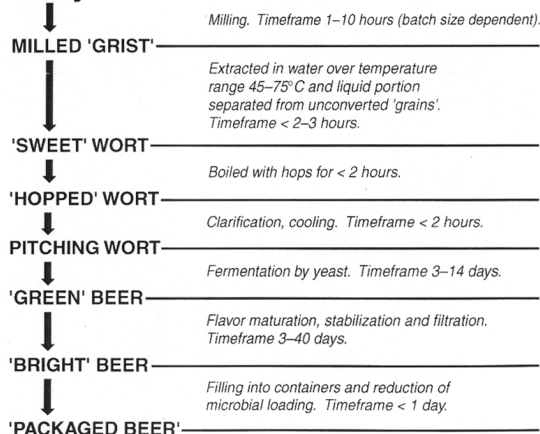 Milling. Timeframe 1–10 hours (batch size dependent).
MILLED 'GRIST'
Extracted in water over temperature
range 45–75°C and liquid portion
separated from unconverted 'grains'.
Timeframe < 2–3 hours.
'SWEET' WORT
Boiled with hops for < 2 hours.
'HOPPED' WORT
Clarification, cooling. Timeframe < 2 hours.
PITCHING WORT
Fermentation by yeast. Timeframe 3–14 days.
'GREEN' BEER
Flavor maturation, stabilization and filtration.
Timeframe 3–40 days.
'BRIGHT' BEER
Filling into containers and reduction of
microbial loading. Timeframe < 1 day.
'PACKAGED BEER'